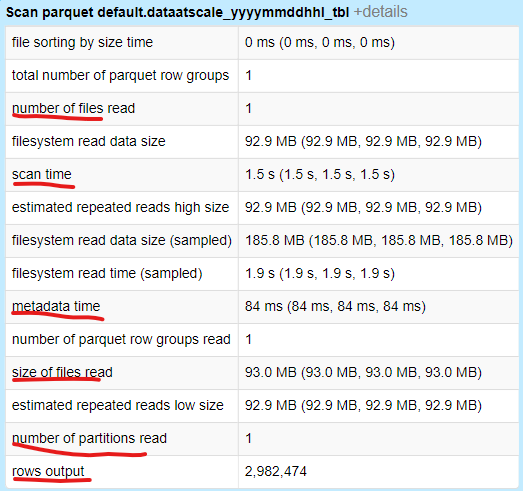 Scan parquet default.dataatscale_yyyymmddhhl_tbl +details
file sorting by size time 0 ms (0 ms, 0 ms, 0 ms)
total number of parquet row groups 1
number of files read 1
filesystem read data size 92.9 MB (92.9 MB, 92.9 MB, 92.9 MB)
scan time 1.5 s (1.5 s, 1.5 s, 1.5 s)
estimated repeated reads high size 92.9 MB (92.9 MB, 92.9 MB, 92.9 MB)
filesystem read data size (sampled) 185.8 MB (185.8 MB, 185.8 MB, 185.8 MB)
filesystem read time (sampled) 1.9 s (1.9 s, 1.9 s, 1.9 s)
metadata time 84 ms (84 ms, 84 ms, 84 ms)
number of parquet row groups read 1
size of files read 93.0 MB (93.0 MB, 93.0 MB, 93.0 MB)
estimated repeated reads low size 92.9 MB (92.9 MB, 92.9 MB, 92.9 MB)
number of partitions read 1
rows output 2,982,474